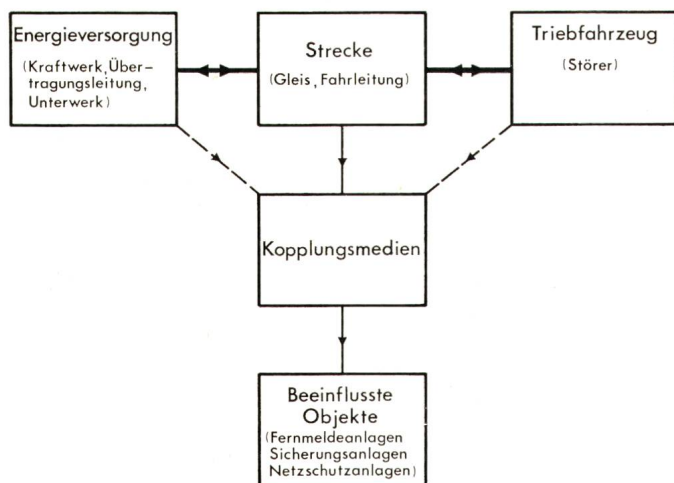 Energieversorgung
(Kraftwerk, Über-
tragungsleitung,
Unterwerk)
Strecke
(Gleis, Fahrleitung)
Triebfahrzeug
(Störer)
Kopplungsmedien
Beeinflusste
Objekte
(Fernmeldeanlagen
Sicherungsanlagen
Netzschutzanlagen)